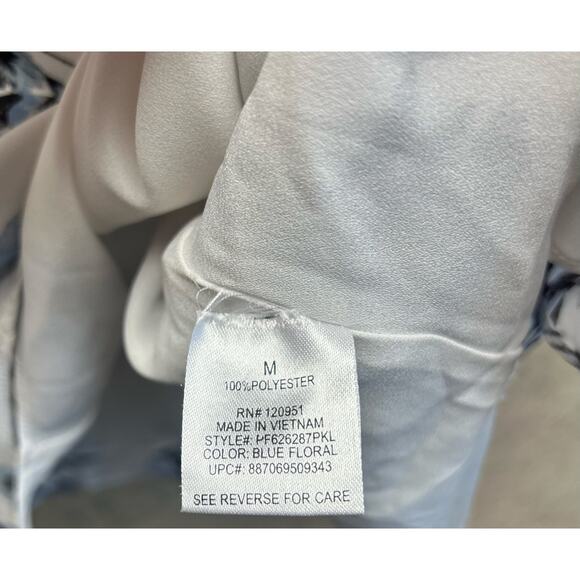 M
100%POLYESTER
RN# 120951
MADE IN VIETNAM
STYLE#: PF626287PKL
COLOR: BLUE FLORAL
UPC#: 887069509343
SEE REVERSE FOR CARE